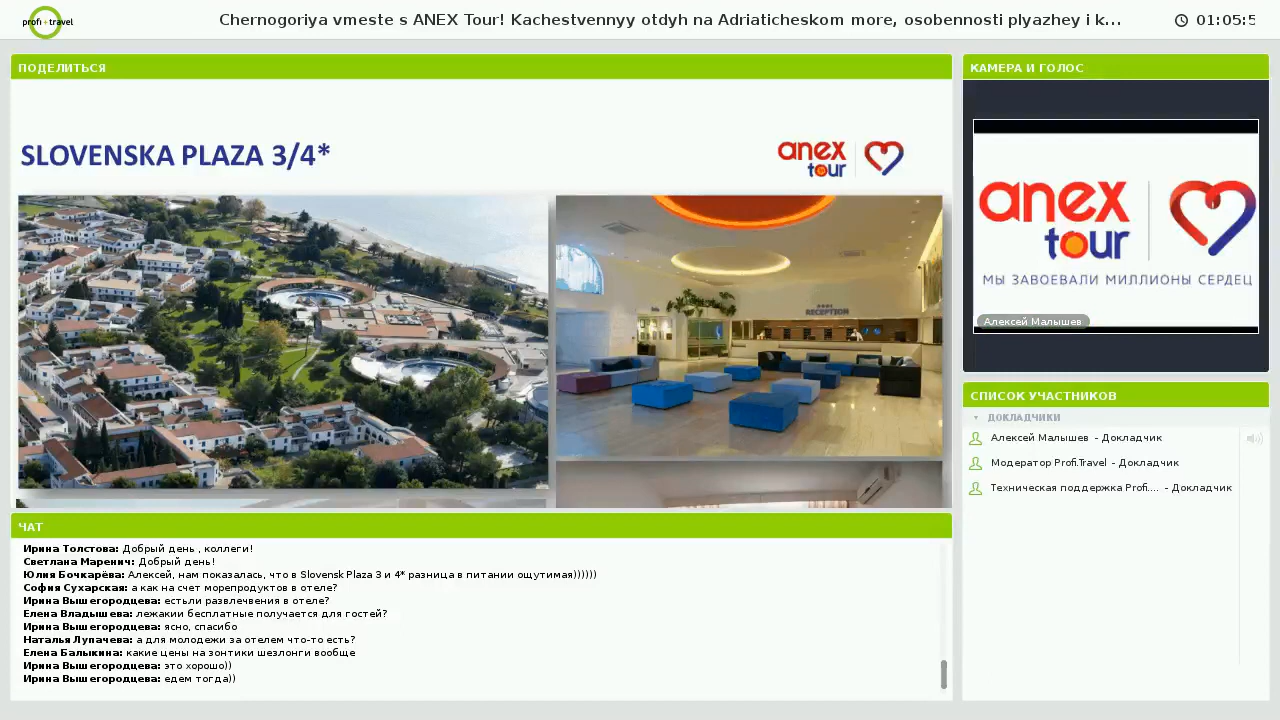 profi+travel
Chernogoriya vmeste s ANEX Tour! Kachestvennyy otdyh na Adriaticheskom more, osobennosti plyazhey i k...
01:05:5
ПОДЕЛИТЬСЯ
SLOVENSKA PLAZA 3/4*
anex
tour
RECEPTION
КАМЕРА И ГОЛОС
anex
tour
МЫ ЗАВОЕВАЛИ МИЛЛИОНЫ СЕРДЕЦ
Алексей Малышев
СПИСОК УЧАСТНИКОВ
ДОКЛАДЧИКИ
Алексей Малышев - Докладчик
Модератор Profi.Travel - Докладчик
Техническая поддержка Profi.... - Докладчик
ЧАТ
Ирина Толстова: Добрый день , коллеги!
Светлана Маренич: Добрый день!
Юлия Бочкарёва: Алексей, нам показалась, что в Slovensk Plaza 3 и 4* разница в питании ощутимая))))))
София Сухарская: а как на счет морепродуктов в отеле?
Ирина Вышегородцева: естьли развлечвения в отеле?
Елена Владышева: лежакии бесплатные получается для гостей?
Ирина Вышегородцева: ясно, спасибо
Наталья Лупачева: а для молодежи за отелем что-то есть?
Елена Балыкина: какие цены на зонтики шезлонги вообще
Ирина Вышегородцева: это хорошо))
Ирина Вышегородцева: едем тогда))